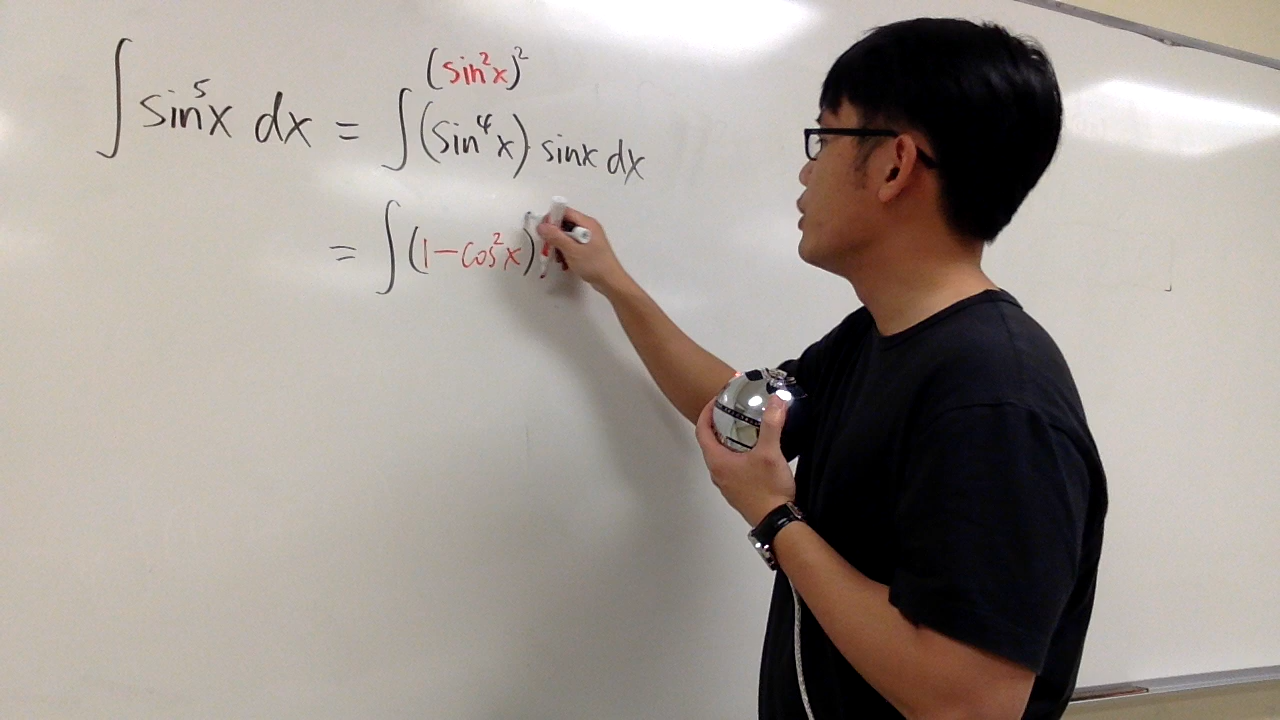 (sin²x)²
∫ sin⁵x dx = ∫ (sin⁴x) · sinx dx
= ∫ (1 - cos²x)